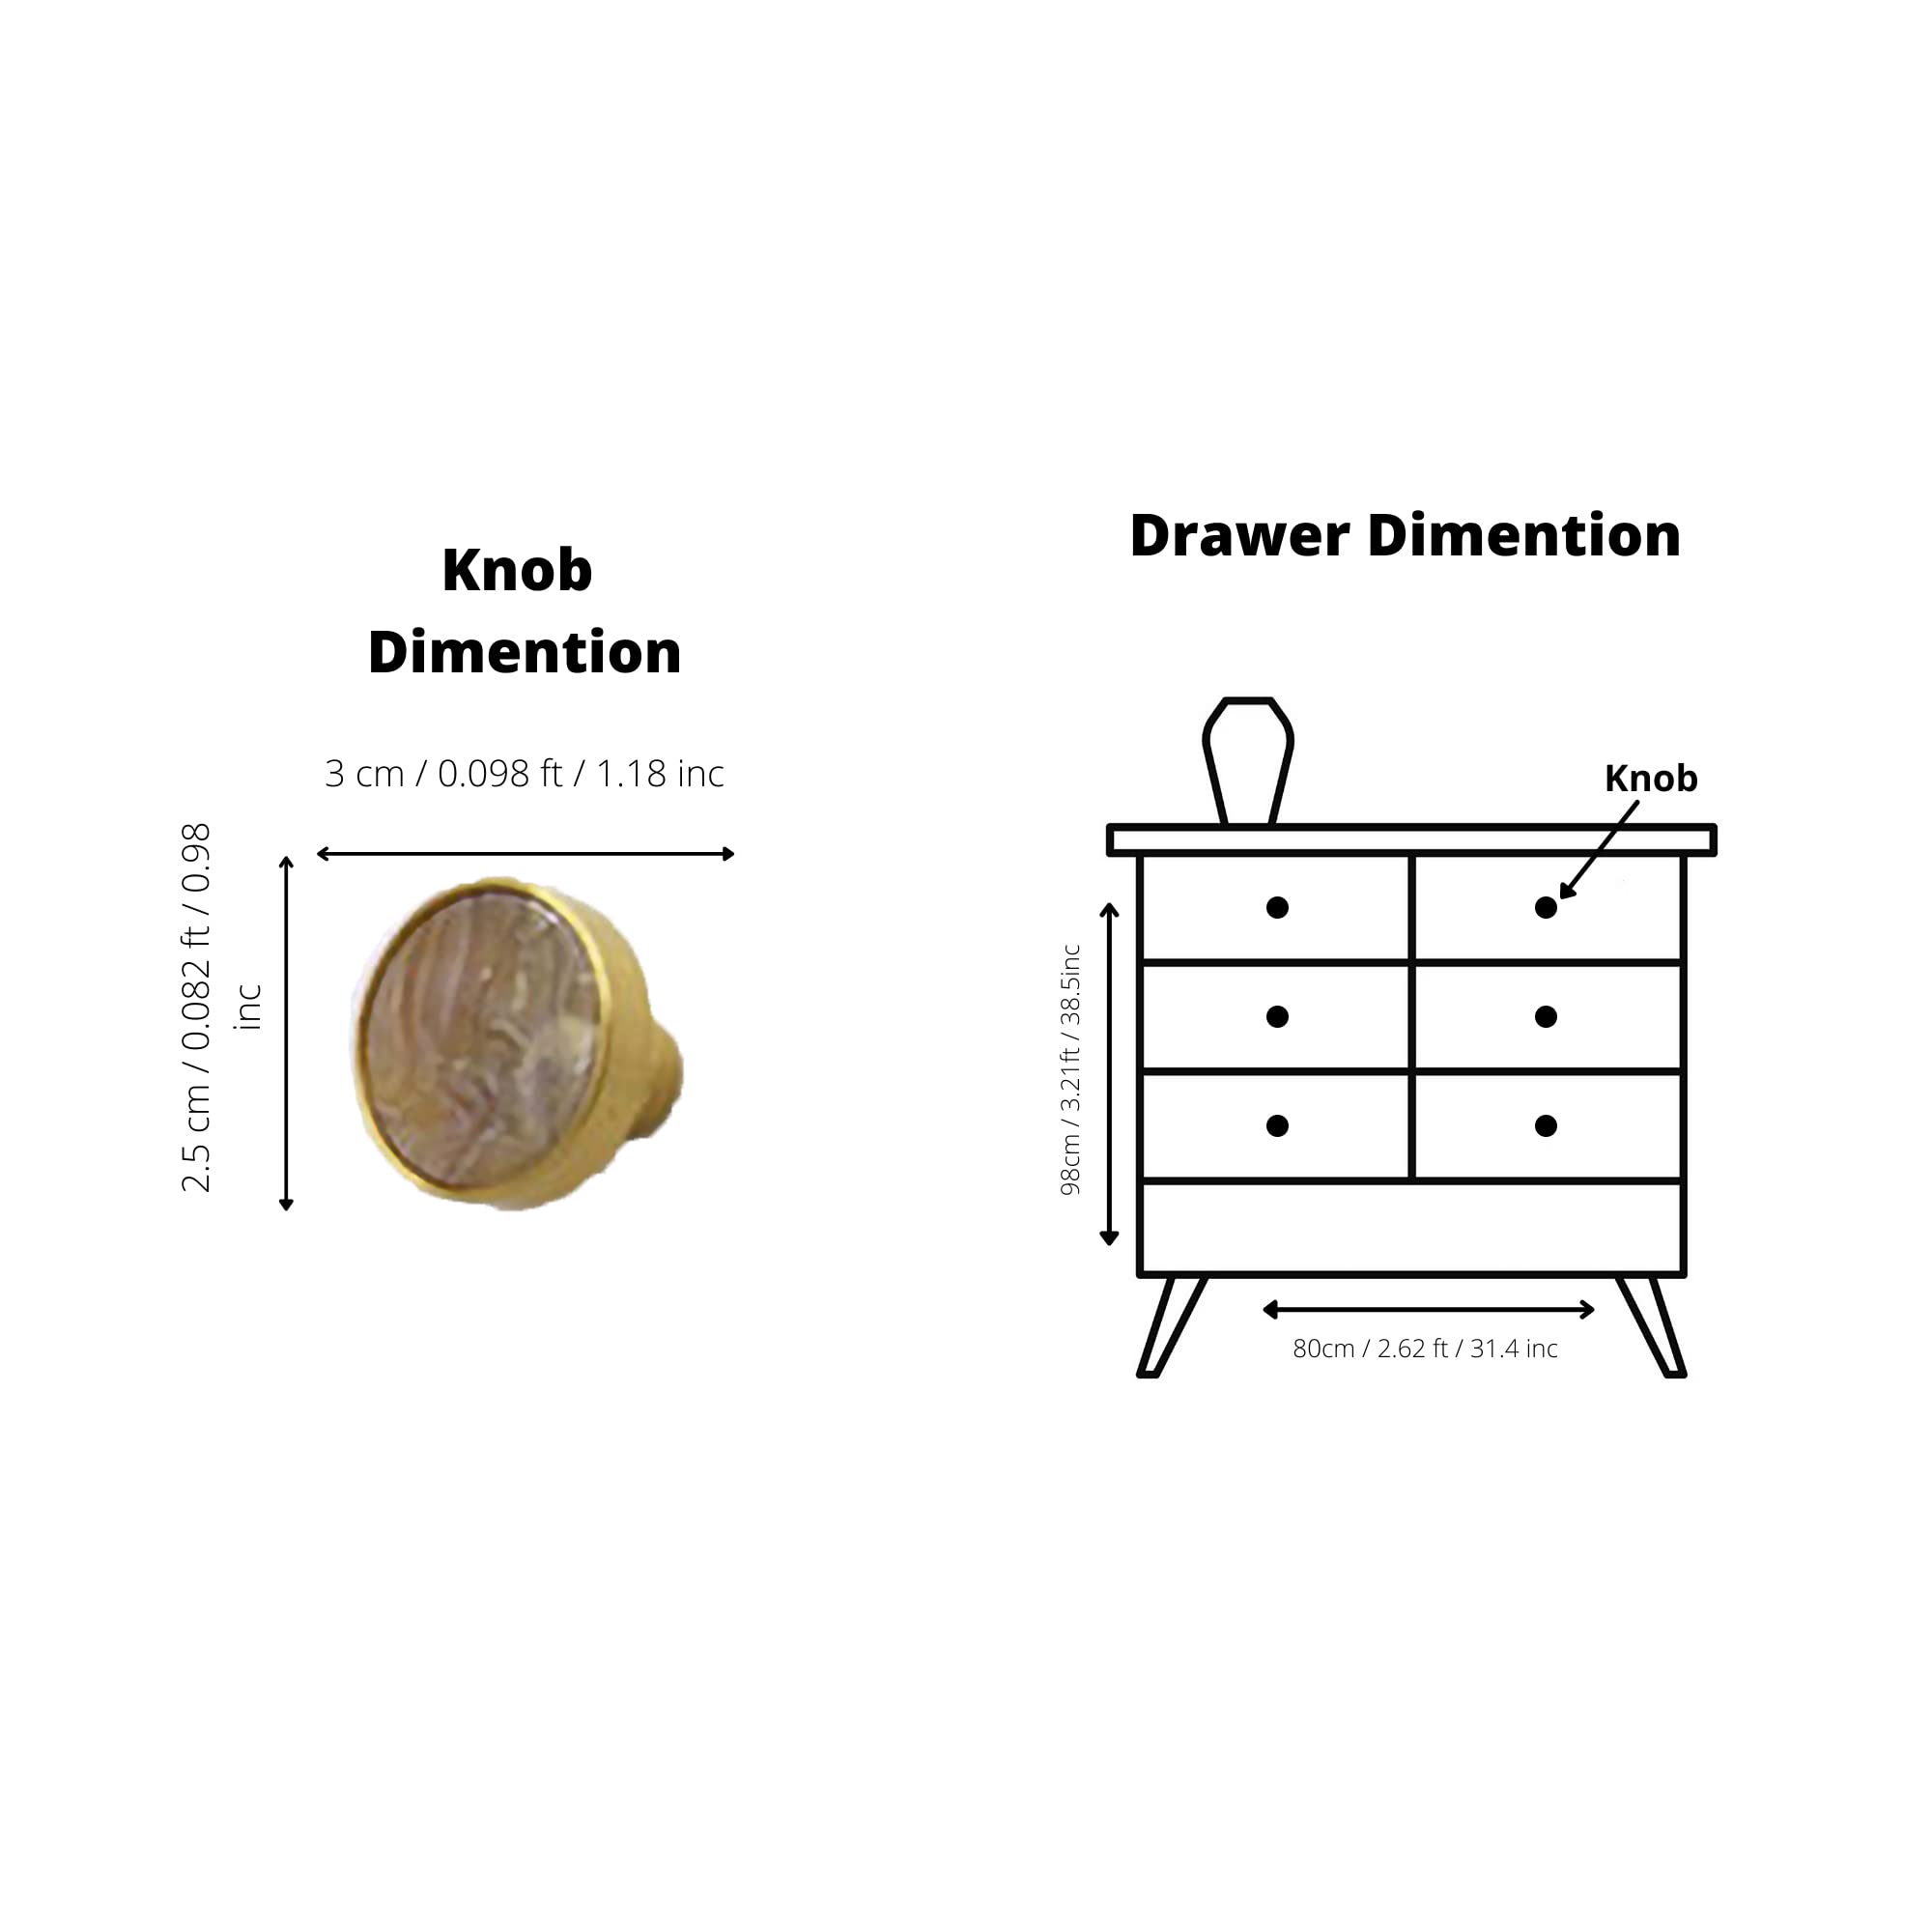 Knob
Dimention
3 cm / 0.098 ft / 1.18 inc
2.5 cm / 0.082 ft / 0.98
inc
Drawer Dimention
Knob
98cm / 3.21ft / 38.5inc
80cm / 2.62 ft / 31.4 inc